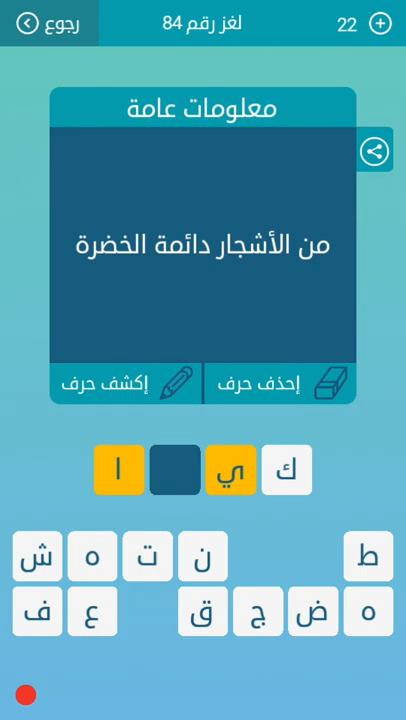 رجوع لغز رقم 84 22
معلومات عامة
من الأشجار دائمة الخضرة
إحذف حرف إكشف حرف
ك ي ا
ط ن ت ه ش
ه ض ج ق ع ف